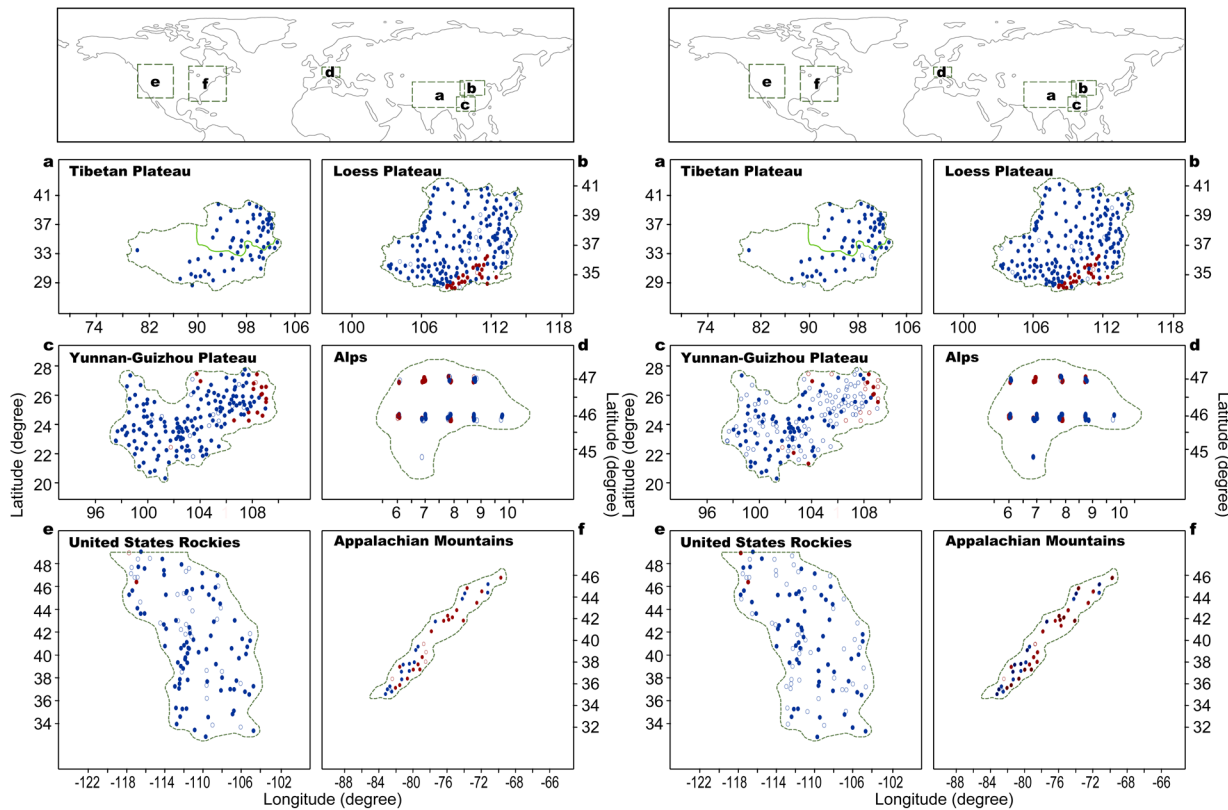 e f d a b c
e f d a b c
a Tibetan Plateau
41
37
33
29
74 82 90 98 106
Loess Plateau b
41
39
37
35
100 106 112 118
a Tibetan Plateau
41
37
33
29
74 82 90 98 106
Loess Plateau b
41
39
37
35
100 106 112 118
c Yunnan-Guizhou Plateau
28
26
24
22
20
96 100 104 108
Alps d
47
46
45
6 7 8 9 10
c Yunnan-Guizhou Plateau
28
26
24
22
20
96 100 104 108
Alps d
47
46
45
6 7 8 9 10
Latitude (degree)
Latitude (degree)
Latitude (degree)
Latitude (degree)
e United States Rockies
48
46
44
42
40
38
36
34
-122 -118 -114 -110 -106 -102
Appalachian Mountains f
46
44
42
40
38
36
34
32
-88 -84 -80 -76 -70 -66
e United States Rockies
48
46
44
42
40
38
36
34
-122 -118 -114 -110 -106 -102
Appalachian Mountains f
46
44
42
40
38
36
34
32
-88 -84 -80 -76 -70 -66
Longitude (degree)
Longitude (degree)